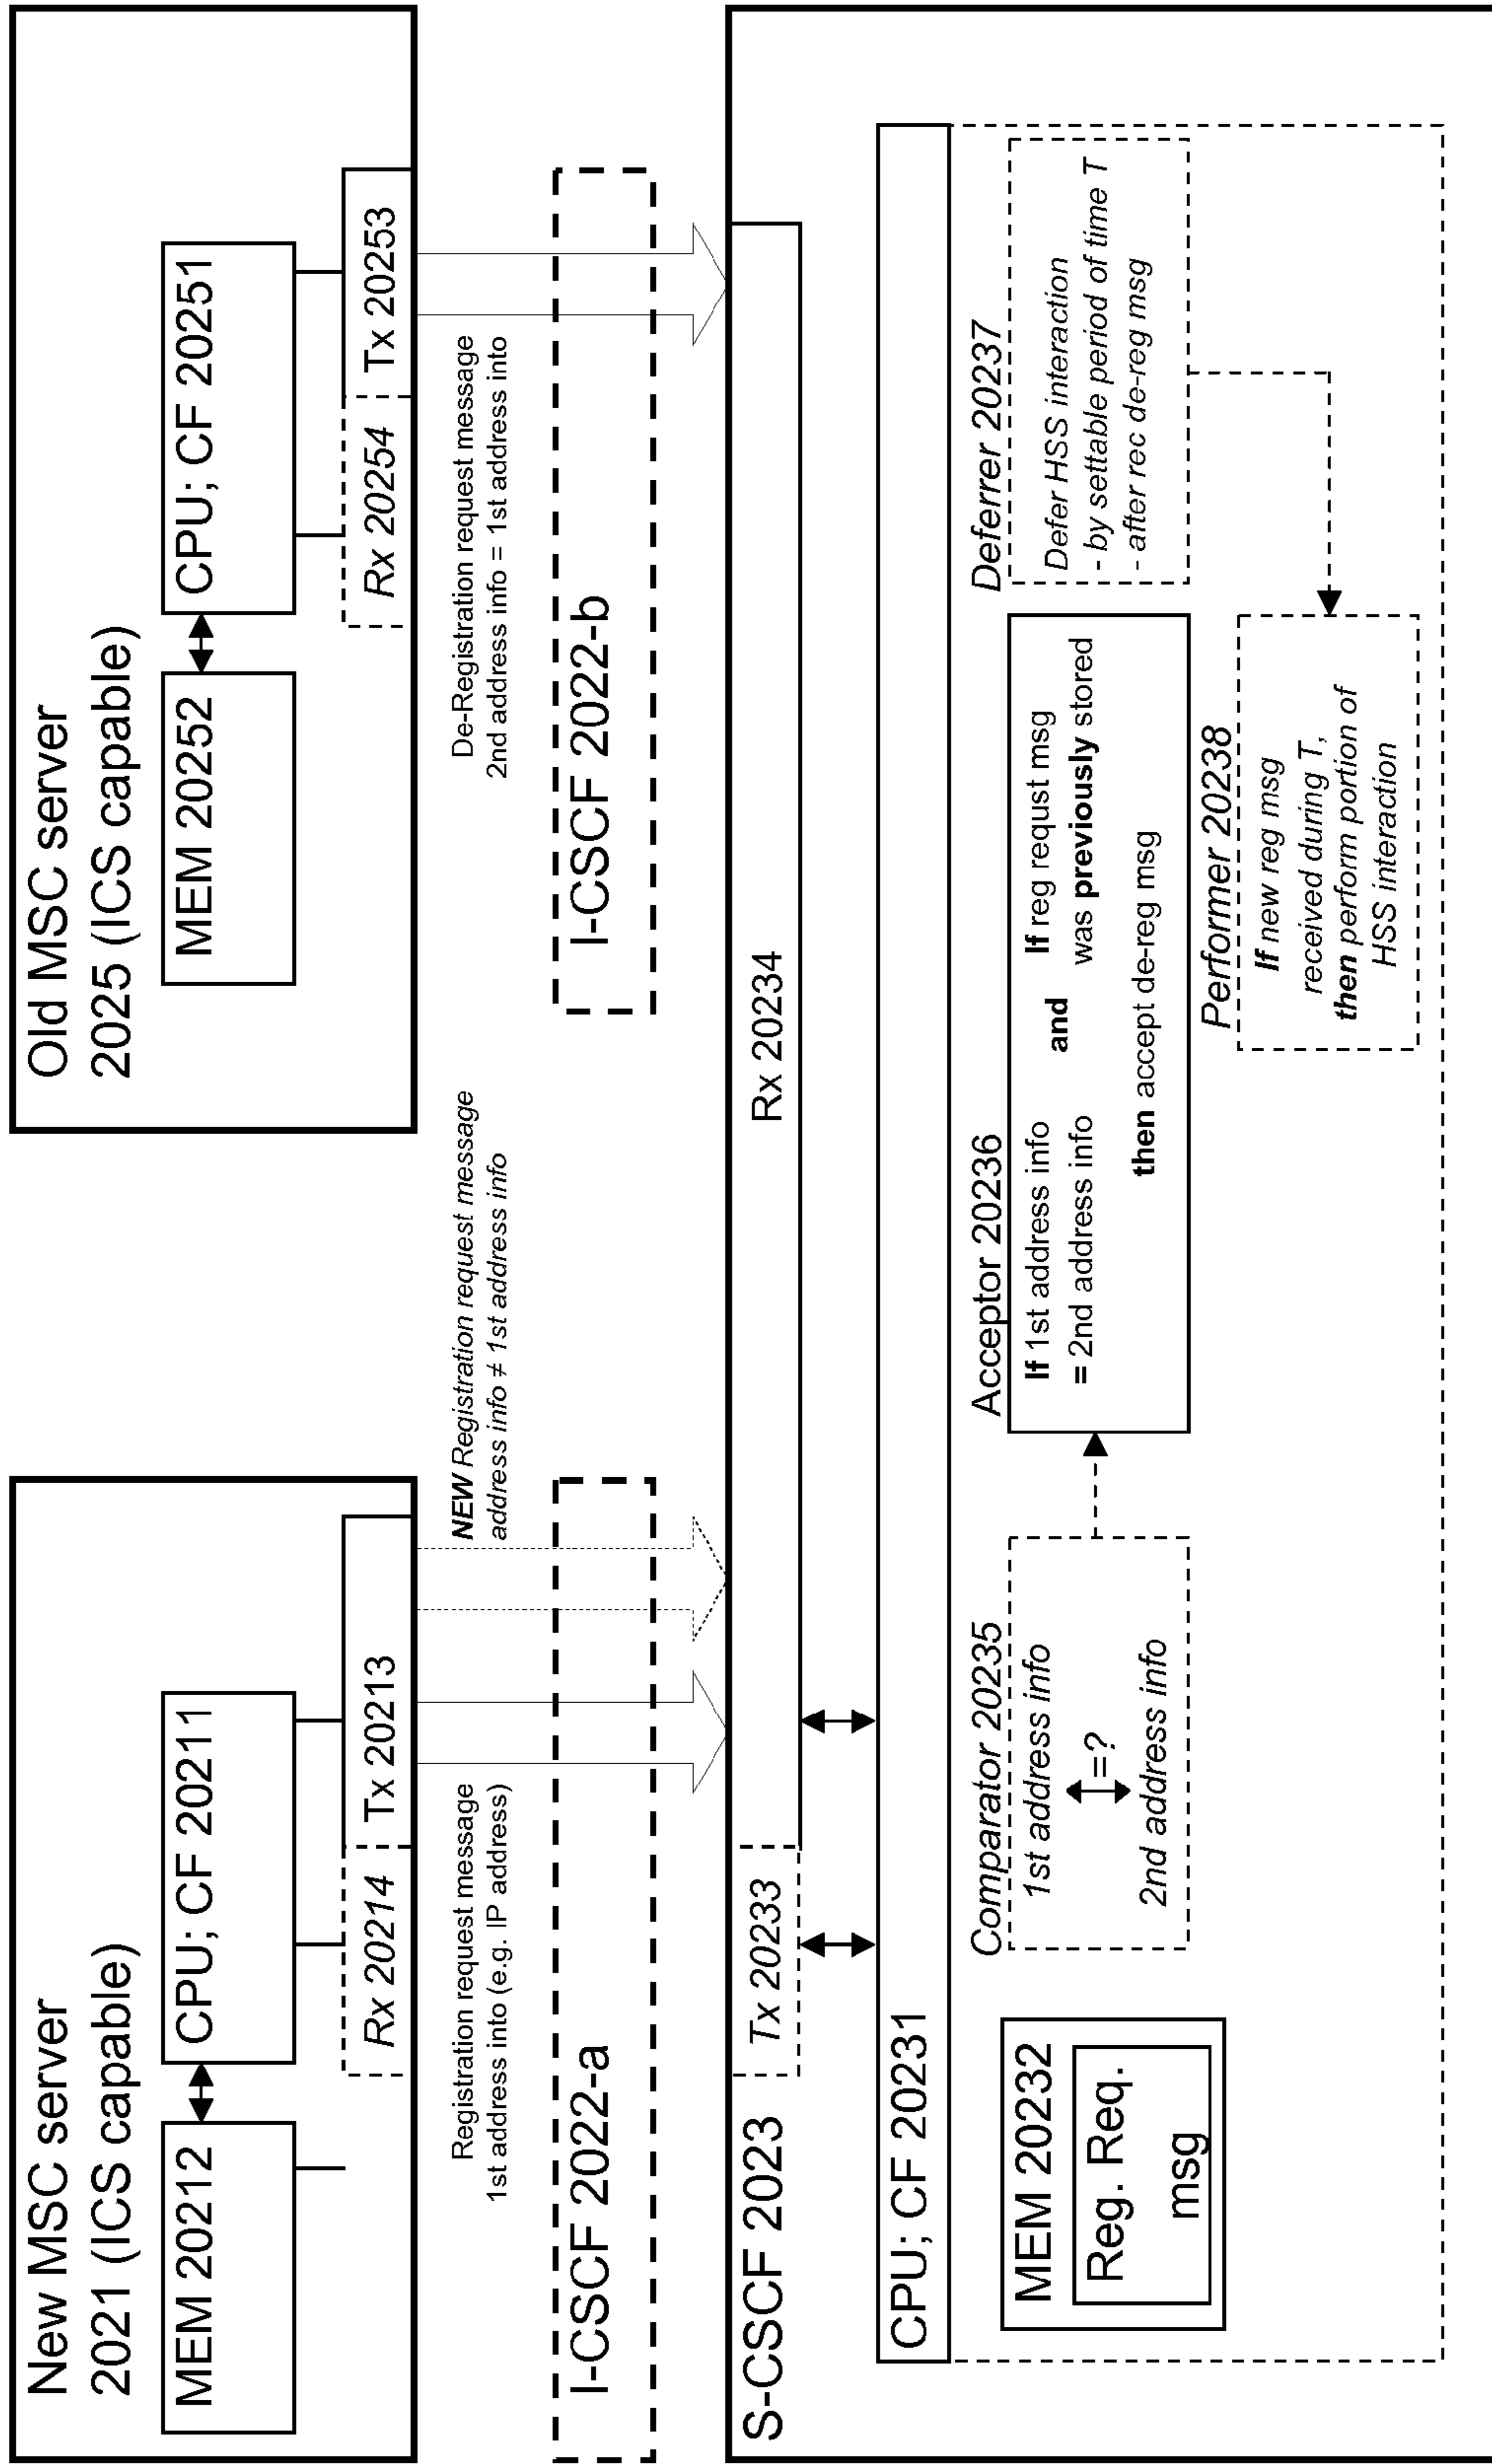 New MSC server
2021 (ICS capable)
MEM 20212
CPU; CF 20211
Rx 20214
Tx 20213
Old MSC server
2025 (ICS capable)
MEM 20252
CPU; CF 20251
Rx 20254
Tx 20253
Registration request message
1st address into (e.g. IP address)
NEW Registration request message
address info ≠ 1st address info
De-Registration request message
2nd address info = 1st address into
I-CSCF 2022-a
I-CSCF 2022-b
S-CSCF 2023
Tx 20233
Rx 20234
CPU; CF 20231
MEM 20232
Reg. Req.
msg
Comparator 20235
1st address info
=?
2nd address info
Acceptor 20236
If 1st address info
= 2nd address info
and
If reg requst msg
was previously stored
then accept de-reg msg
Deferrer 20237
Defer HSS interaction
- by settable period of time T
- after rec de-reg msg
Performer 20238
If new reg msg
received during T,
then perform portion of
HSS interaction